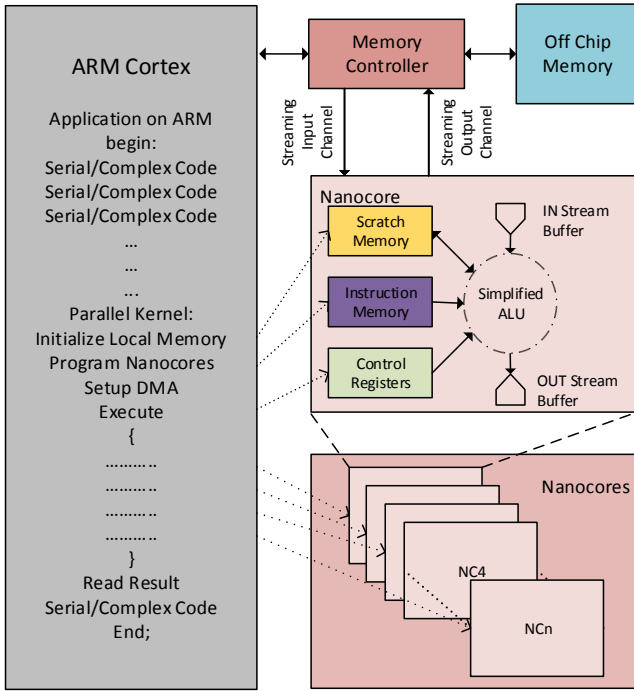 ARM Cortex
Application on ARM
begin:
Serial/Complex Code
Serial/Complex Code
Serial/Complex Code
…
…
...
Parallel Kernel:
Initialize Local Memory
Program Nanocores
Setup DMA
Execute
{
………..
………..
………..
………..
}
Read Result
Serial/Complex Code
End;
Memory
Controller
Off Chip
Memory
Streaming
Input
Channel
Streaming
Output
Channel
Nanocore
Scratch
Memory
Instruction
Memory
Control
Registers
IN Stream
Buffer
Simplified
ALU
OUT Stream
Buffer
Nanocores
NC4
NCn